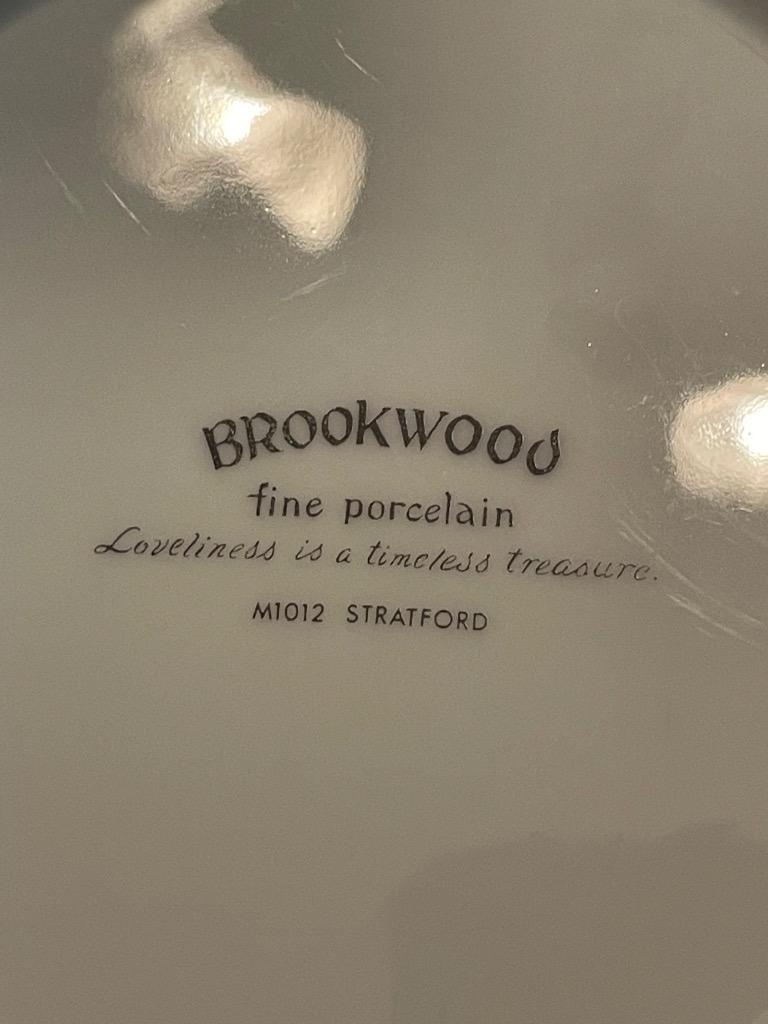 BROOKWOOD
fine porcelain
Loveliness is a timeless treasure.
M1012 STRATFORD